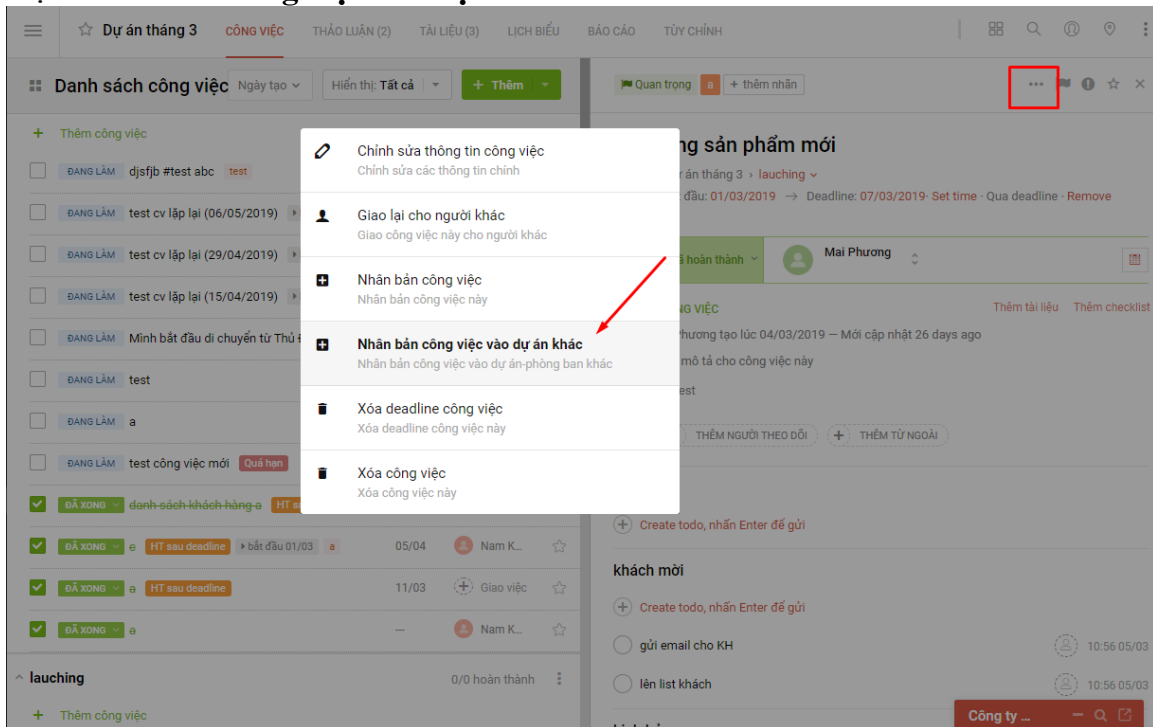 Dự án tháng 3 CÔNG VIỆC THẢO LUẬN (2) TÀI LIỆU (3) LỊCH BIỂU BÁO CÁO TÙY CHỈNH
Danh sách công việc Ngày tạo Hiển thị: Tất cả + Thêm
+ Thêm công việc
ĐANG LÀM djsfjb #test abc test
ĐANG LÀM test cv lặp lại (06/05/2019)
ĐANG LÀM test cv lặp lại (29/04/2019)
ĐANG LÀM test cv lặp lại (15/04/2019)
ĐANG LÀM Mình bắt đầu di chuyển từ Thủ
ĐANG LÀM test
ĐANG LÀM a
ĐANG LÀM test công việc mới Quá hạn
ĐÃ XONG danh sách khách hàng a HT
ĐÃ XONG e HT sau deadline bắt đầu 01/03 a 05/04 Nam K...
ĐÃ XONG a HT sau deadline 11/03 Giao việc
ĐÃ XONG a — Nam K...
lauching 0/0 hoàn thành
+ Thêm công việc
Chỉnh sửa thông tin công việc
Chỉnh sửa các thông tin chính
Giao lại cho người khác
Giao công việc này cho người khác
Nhân bản công việc
Nhân bản công việc này
Nhân bản công việc vào dự án khác
Nhân bản công việc vào dự án-phòng ban khác
Xóa deadline công việc
Xóa deadline công việc này
Xóa công việc
Xóa công việc này
Quan trọng a + thêm nhãn
ng sản phẩm mới
án tháng 3 › lauching
đầu: 01/03/2019 → Deadline: 07/03/2019 · Set time · Qua deadline · Remove
hoàn thành Mai Phương
VIỆC Thêm tài liệu Thêm checklist
Phương tạo lúc 04/03/2019 — Mới cập nhật 26 days ago
mô tả cho công việc này
est
THÊM NGƯỜI THEO DÕI + THÊM TỪ NGOÀI
+ Create todo, nhấn Enter để gửi
khách mời
+ Create todo, nhấn Enter để gửi
gửi email cho KH 10:56 05/03
lên list khách 10:56 05/03
Công ty ...